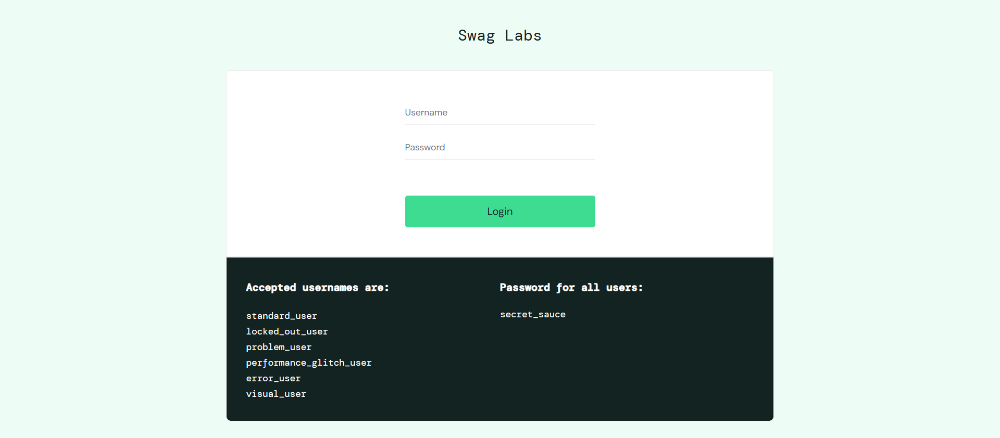 Swag Labs
Username
Password
Login
Accepted usernames are:
standard_user
locked_out_user
problem_user
performance_glitch_user
error_user
visual_user
Password for all users:
secret_sauce